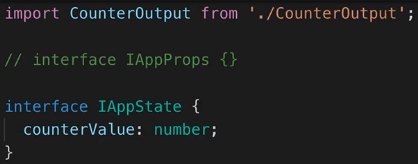 import CounterOutput from './CounterOutput';
// interface IAppProps {}
interface IAppState {
counterValue: number;
}